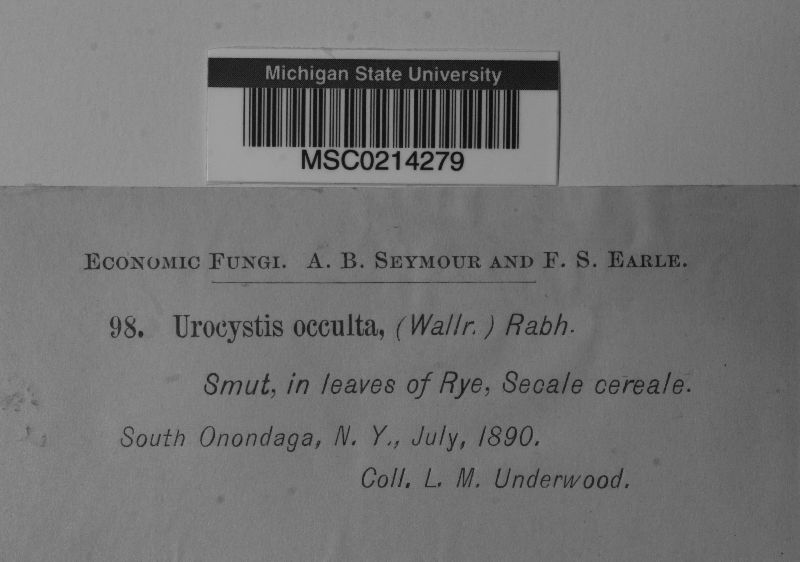 Michigan State University
MSC0214279
Economic Fungi. A. B. Seymour and F. S. Earle.
98. Urocystis occulta, (Wallr.) Rabh.
Smut, in leaves of Rye, Secale cereale.
South Onondaga, N. Y., July, 1890.
Coll. L. M. Underwood.